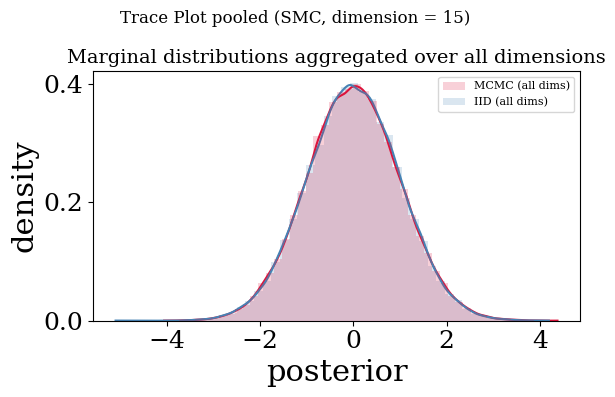 Trace Plot pooled (SMC, dimension = 15)
Marginal distributions aggregated over all dimensions
MCMC (all dims)
IID (all dims)
density
0.4
0.2
0.0
−4 −2 0 2 4
posterior